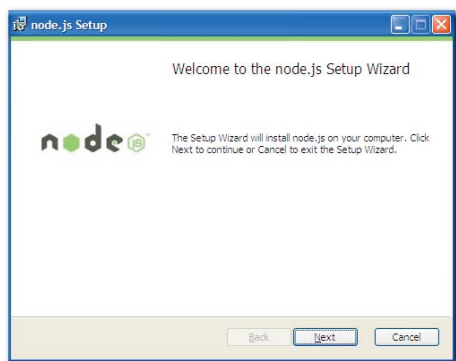 node.js Setup
Welcome to the node.js Setup Wizard
node JS
The Setup Wizard will install node.js on your computer. Click
Next to continue or Cancel to exit the Setup Wizard.
Back Next Cancel